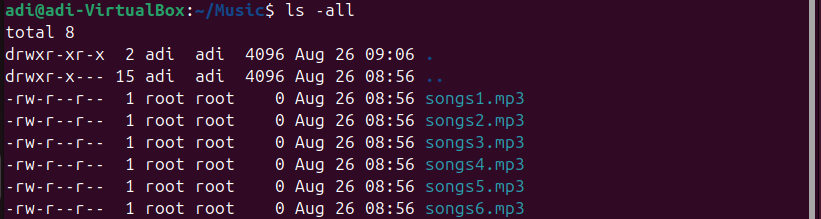 adi@adi-VirtualBox:~/Music$ ls -all
total 8
drwxr-xr-x  2 adi  adi  4096 Aug 26 09:06 .
drwxr-x--- 15 adi  adi  4096 Aug 26 08:56 ..
-rw-r--r--  1 root root    0 Aug 26 08:56 songs1.mp3
-rw-r--r--  1 root root    0 Aug 26 08:56 songs2.mp3
-rw-r--r--  1 root root    0 Aug 26 08:56 songs3.mp3
-rw-r--r--  1 root root    0 Aug 26 08:56 songs4.mp3
-rw-r--r--  1 root root    0 Aug 26 08:56 songs5.mp3
-rw-r--r--  1 root root    0 Aug 26 08:56 songs6.mp3